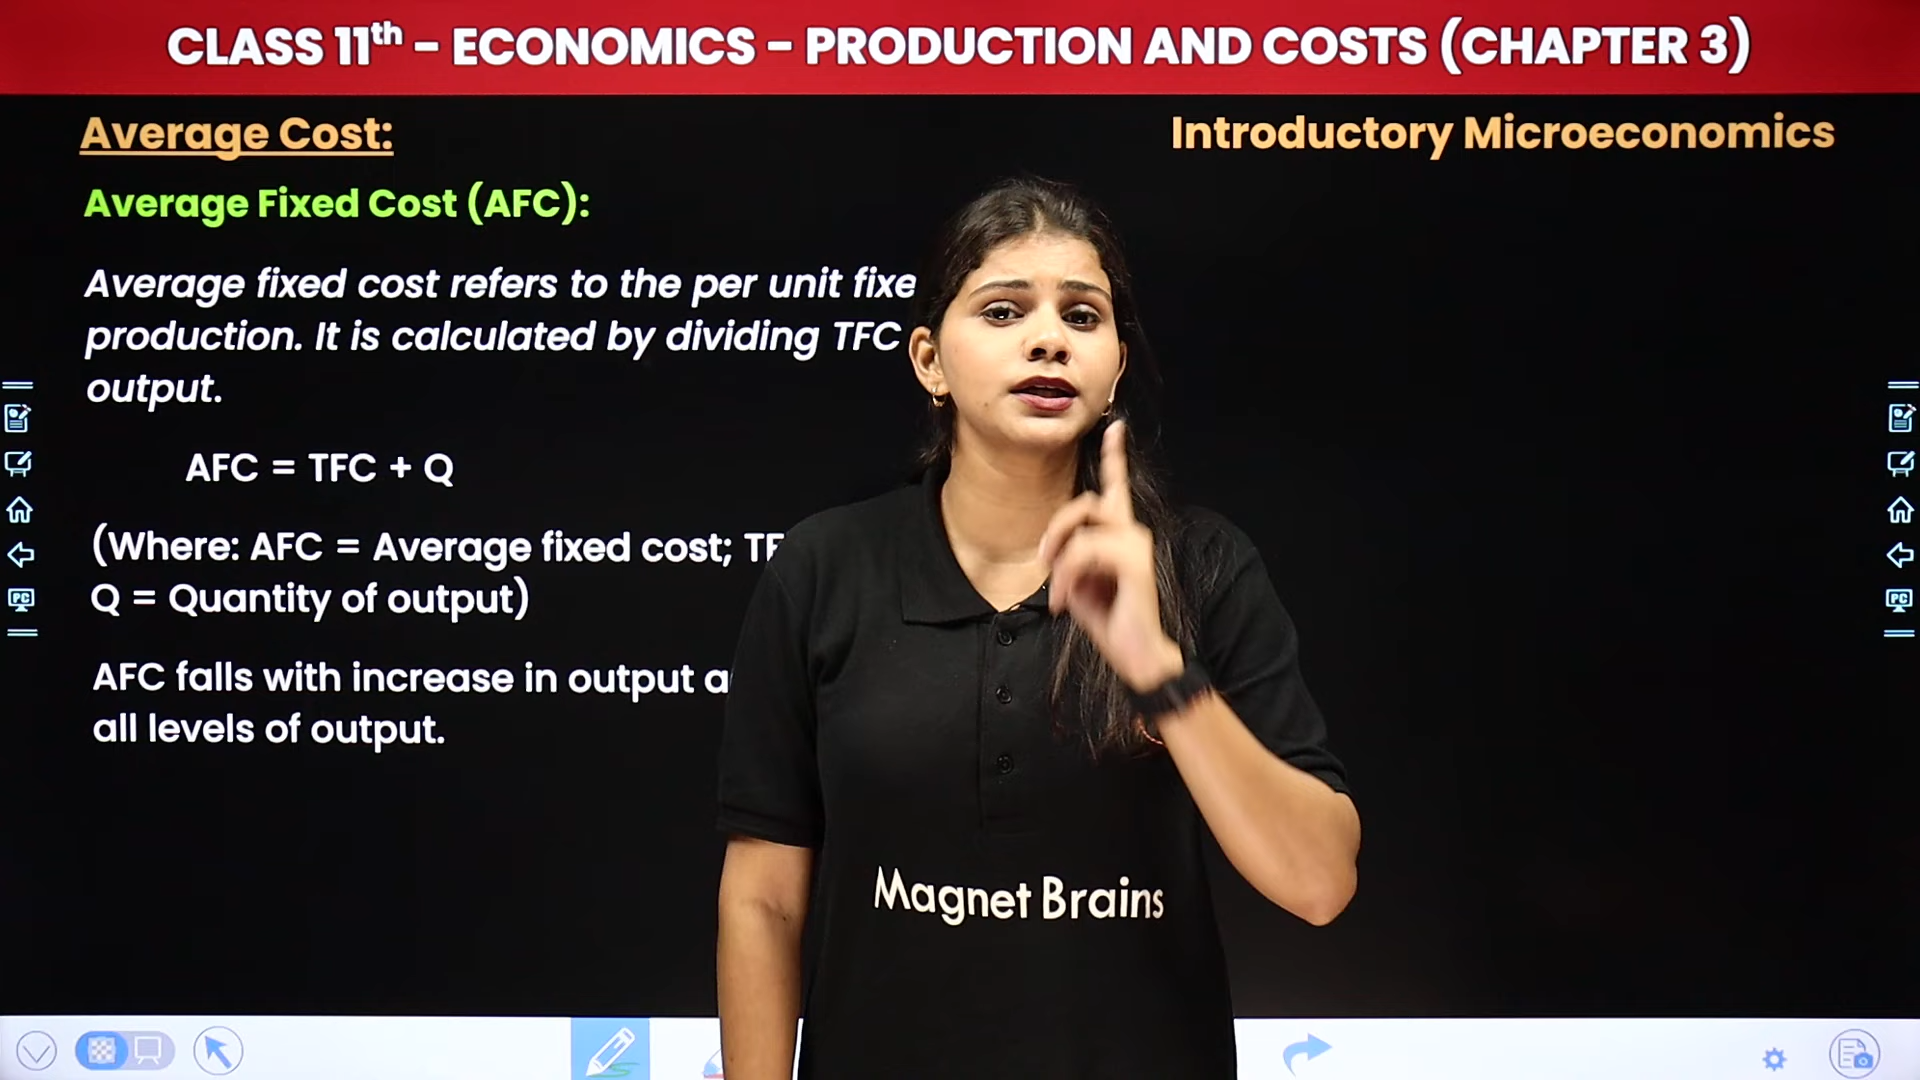 CLASS 11th - ECONOMICS - PRODUCTION AND COSTS (CHAPTER 3)
Average Cost:
Introductory Microeconomics
Average Fixed Cost (AFC):
Average fixed cost refers to the per unit fixe
production. It is calculated by dividing TFC
output.
AFC = TFC + Q
(Where: AFC = Average fixed cost; TF
Q = Quantity of output)
AFC falls with increase in output a
all levels of output.
Magnet Brains
PC
PC